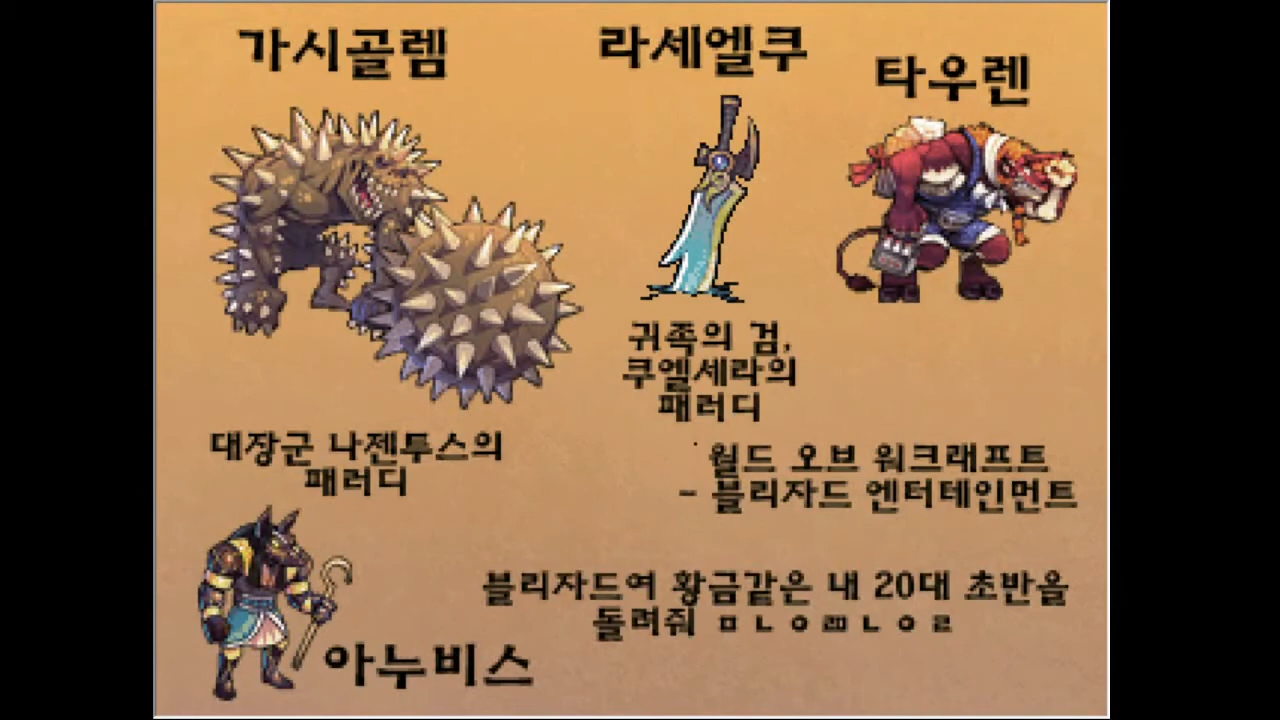 가시골렘
라세엘쿠
타우렌
귀족의 검,
쿠엘세라의
패러디
대장군 나젠투스의
패러디
월드 오브 워크래프트
- 블리자드 엔터테인먼트
블리자드여 황금같은 내 20대 초반을
돌려줘 ㅁㄴㅇㄻㄴㅇㄹ
아누비스